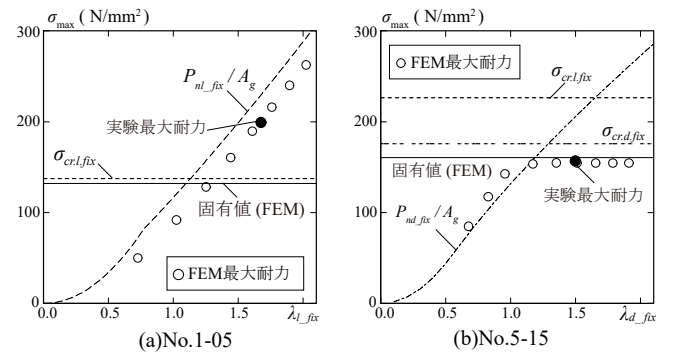 σmax ( N/mm²)
300
200
100
0
0.0 0.5 1.0 1.5 λl_fix
Pnl_fix / Ag
実験最大耐力
σcr.l.fix
固有値 (FEM)
FEM最大耐力
(a)No.1-05
σmax ( N/mm²)
300
200
100
0
0.0 0.5 1.0 1.5 λd_fix
FEM最大耐力
σcr.l.fix
σcr.d.fix
固有値 (FEM)
実験最大耐力
Pnd_fix / Ag
(b)No.5-15